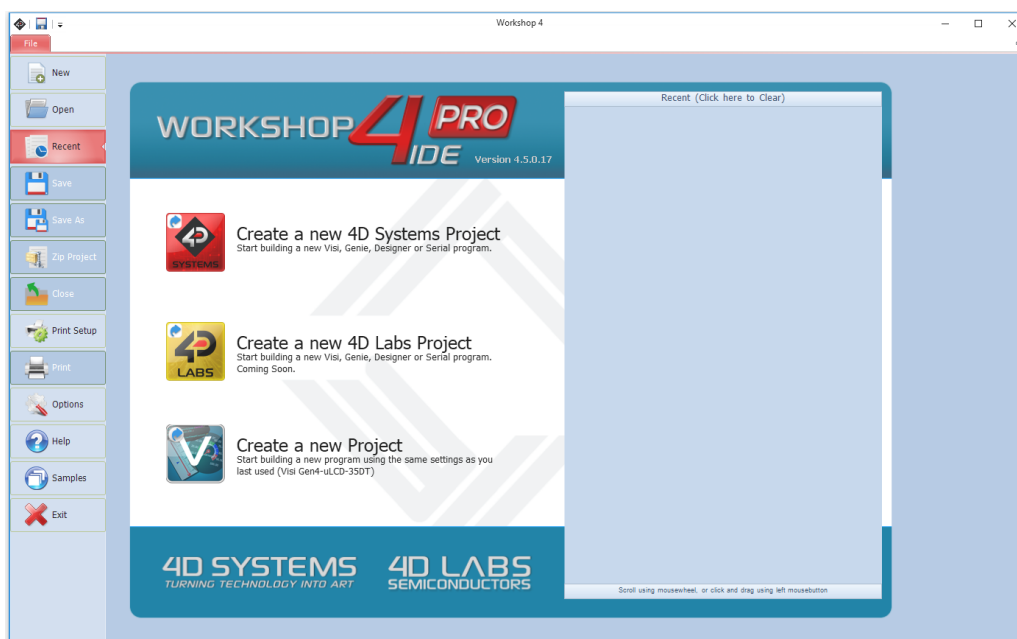 Workshop 4
File
New
Open
Recent
Save
Save As
Zip Project
Close
Print Setup
Print
Options
Help
Samples
Exit
WORKSHOP 4 PRO
IDE Version 4.5.0.17
Create a new 4D Systems Project
Start building a new Visi, Genie, Designer or Serial program.
4D
SYSTEMS
Create a new 4D Labs Project
Start building a new Visi, Genie, Designer or Serial program.
Coming Soon.
4D
LABS
Create a new Project
Start building a new program using the same settings as you
last used (Visi Gen4-uLCD-35DT)
V
4D SYSTEMS
TURNING TECHNOLOGY INTO ART
4D LABS
SEMICONDUCTORS
Recent (Click here to Clear)
Scroll using mousewheel, or click and drag using left mousebutton